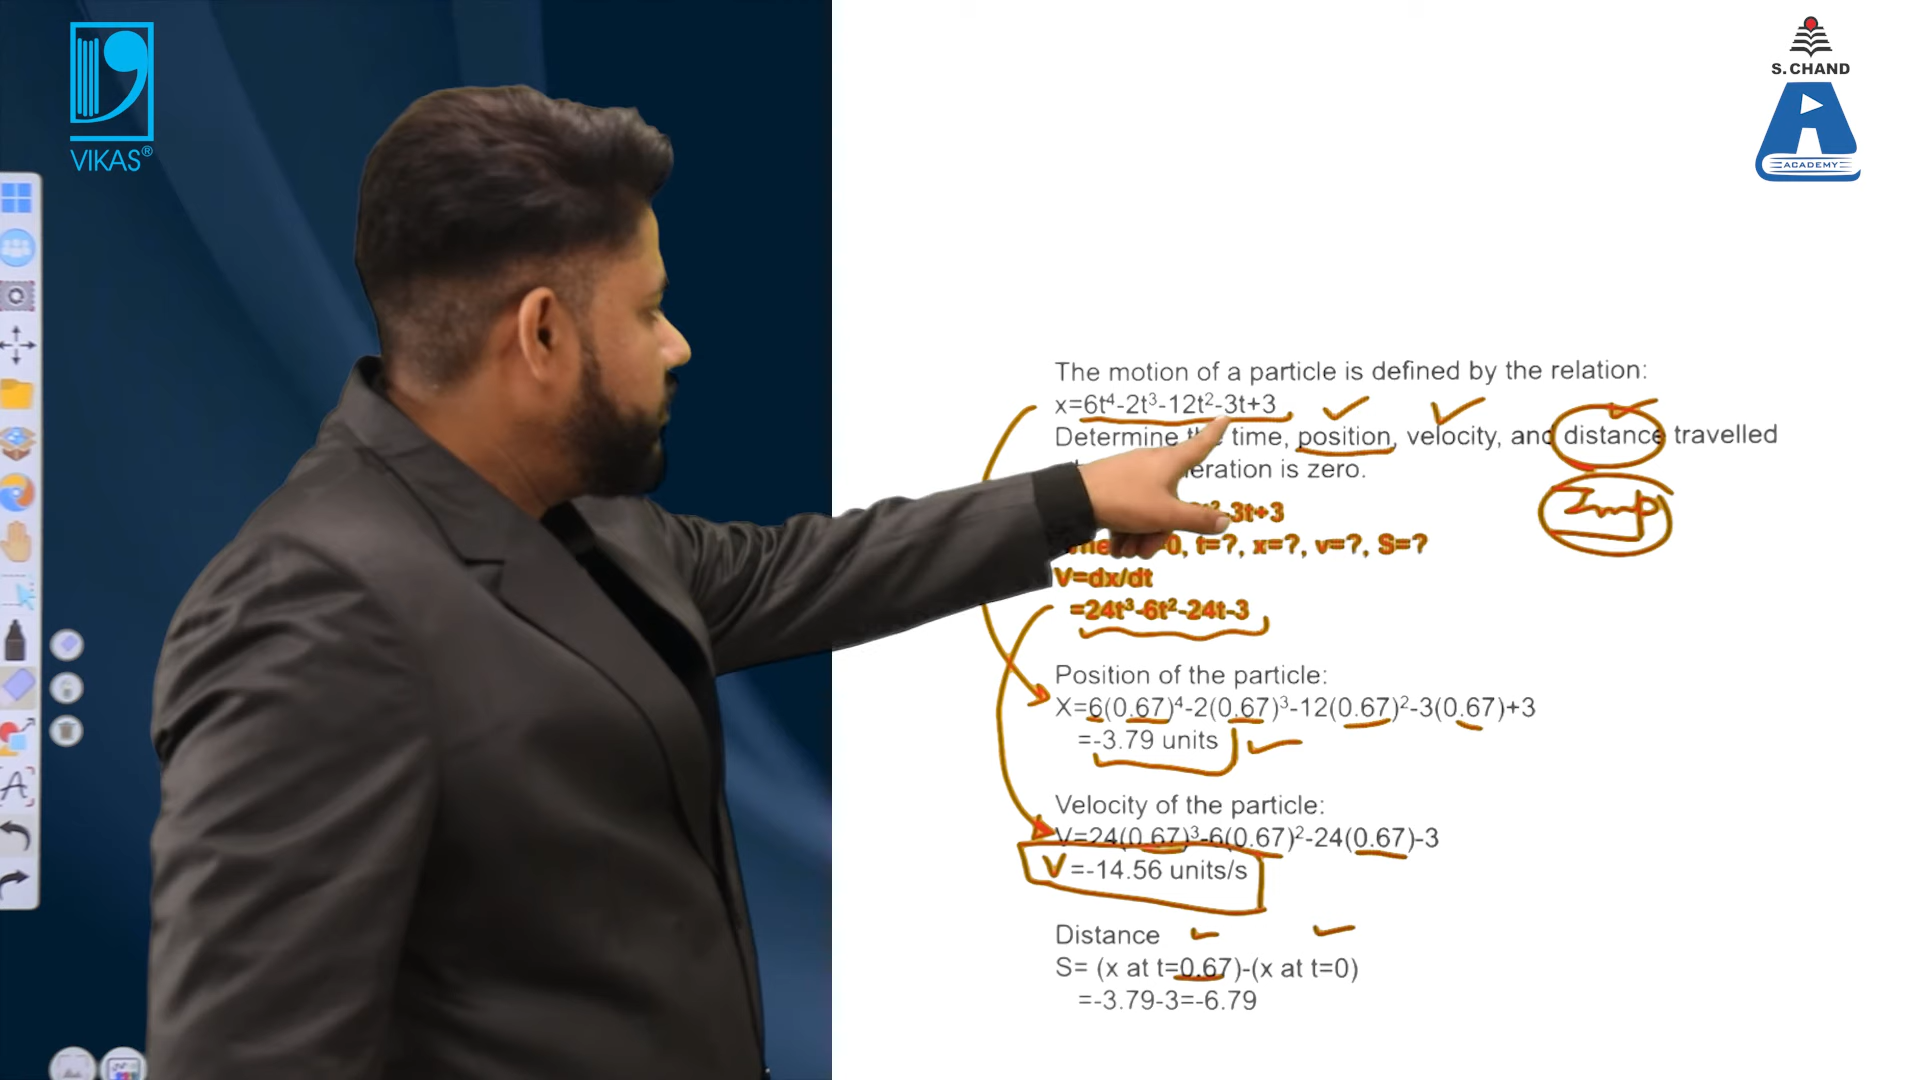 VIKAS®
S. CHAND
ACADEMY
The motion of a particle is defined by the relation:
x=6t⁴-2t³-12t²-3t+3
Determine the time, position, velocity, and distance travelled
eration is zero.
Imp
t²-3t+3
0, t=?, x=?, v=?, S=?
V=dx/dt
=24t³-6t²-24t-3
Position of the particle:
X=6(0.67)⁴-2(0.67)³-12(0.67)²-3(0.67)+3
=-3.79 units
Velocity of the particle:
V=24(0.67)³-6(0.67)²-24(0.67)-3
V =-14.56 units/s
Distance
S= (x at t=0.67)-(x at t=0)
=-3.79-3=-6.79